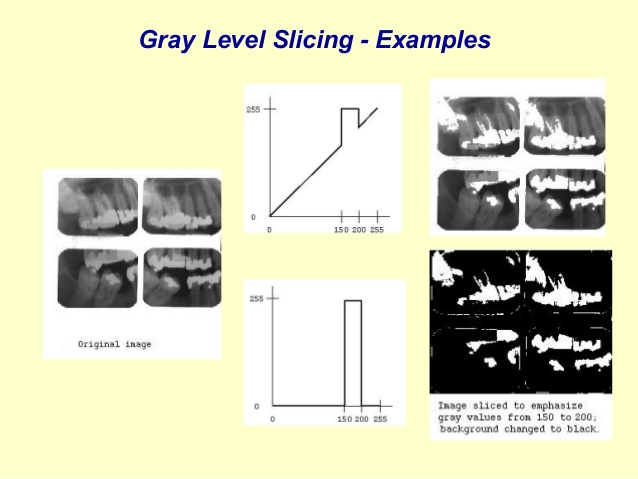 Gray Level Slicing - Examples
255
0
0
150 200 255
Original image
255
0
0
150 200 255
Image sliced to emphasize
gray values from 150 to 200;
background changed to black.